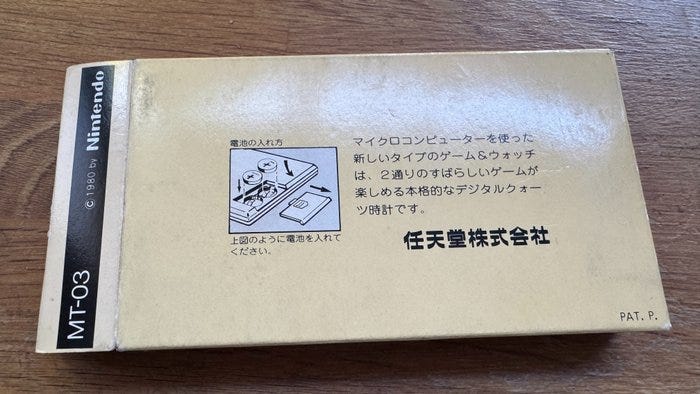 MT-03 © 1980 by Nintendo
電池の入れ方
上図のように電池を入れて
ください。
マイクロコンピューターを使った
新しいタイプのゲーム&ウォッチ
は、2通りのすばらしいゲームが
楽しめる本格的なデジタルクォー
ツ時計です。
任天堂株式会社
PAT. P.